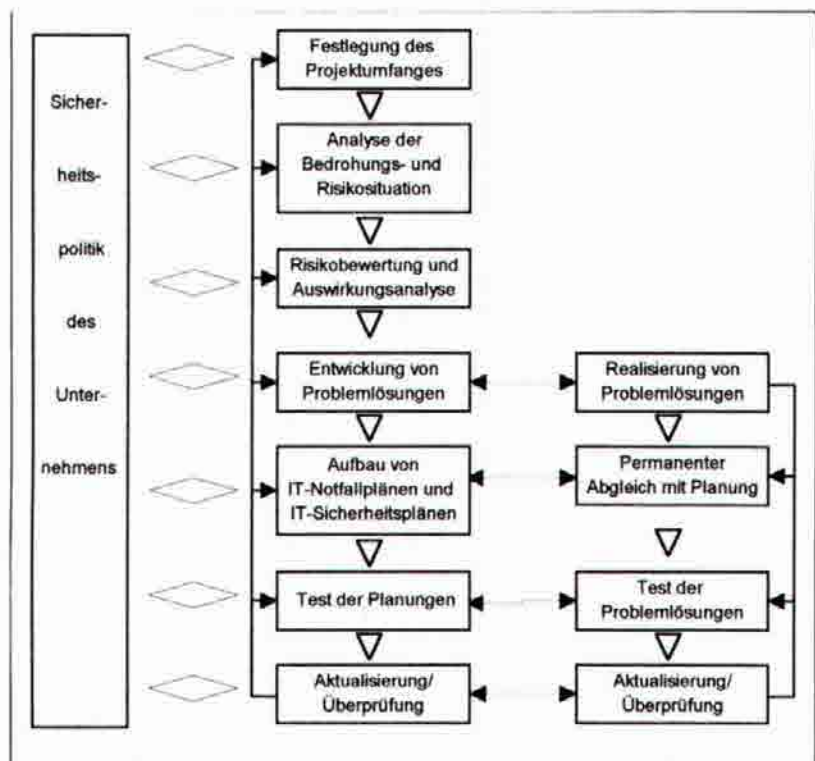 Sicher-
heits-
politik
des
Unter-
nehmens
Festlegung des
Projektumfanges
Analyse der
Bedrohungs- und
Risikosituation
Risikobewertung und
Auswirkungsanalyse
Entwicklung von
Problemlösungen
Realisierung von
Problemlösungen
Aufbau von
IT-Notfallplänen und
IT-Sicherheitsplänen
Permanenter
Abgleich mit Planung
Test der Planungen
Test der
Problemlösungen
Aktualisierung/
Überprüfung
Aktualisierung/
Überprüfung